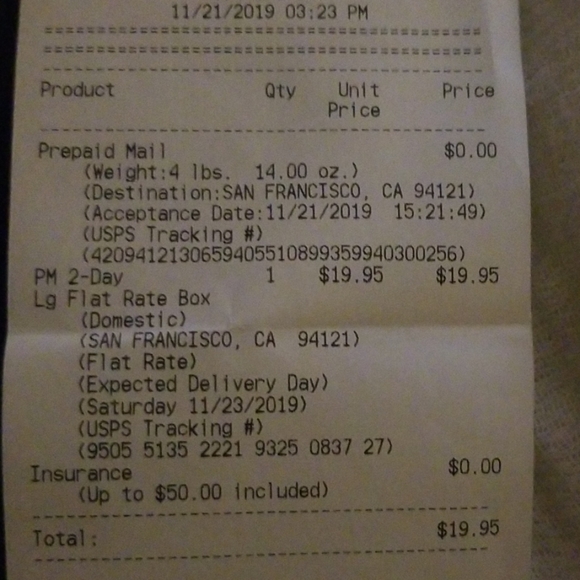 11/21/2019 03:23 PM
========================================
========================================
----------------------------------------
Product Qty Unit Price
Price
----------------------------------------
Prepaid Mail $0.00
(Weight:4 lbs. 14.00 oz.)
(Destination:SAN FRANCISCO, CA 94121)
(Acceptance Date:11/21/2019 15:21:49)
(USPS Tracking #)
(420941213065940551089935994030​0256)
PM 2-Day 1 $19.95 $19.95
Lg Flat Rate Box
(Domestic)
(SAN FRANCISCO, CA 94121)
(Flat Rate)
(Expected Delivery Day)
(Saturday 11/23/2019)
(USPS Tracking #)
(9505 5135 2221 9325 0837 27)
Insurance $0.00
(Up to $50.00 included)
----------------------------------------
Total: $19.95
----------------------------------------